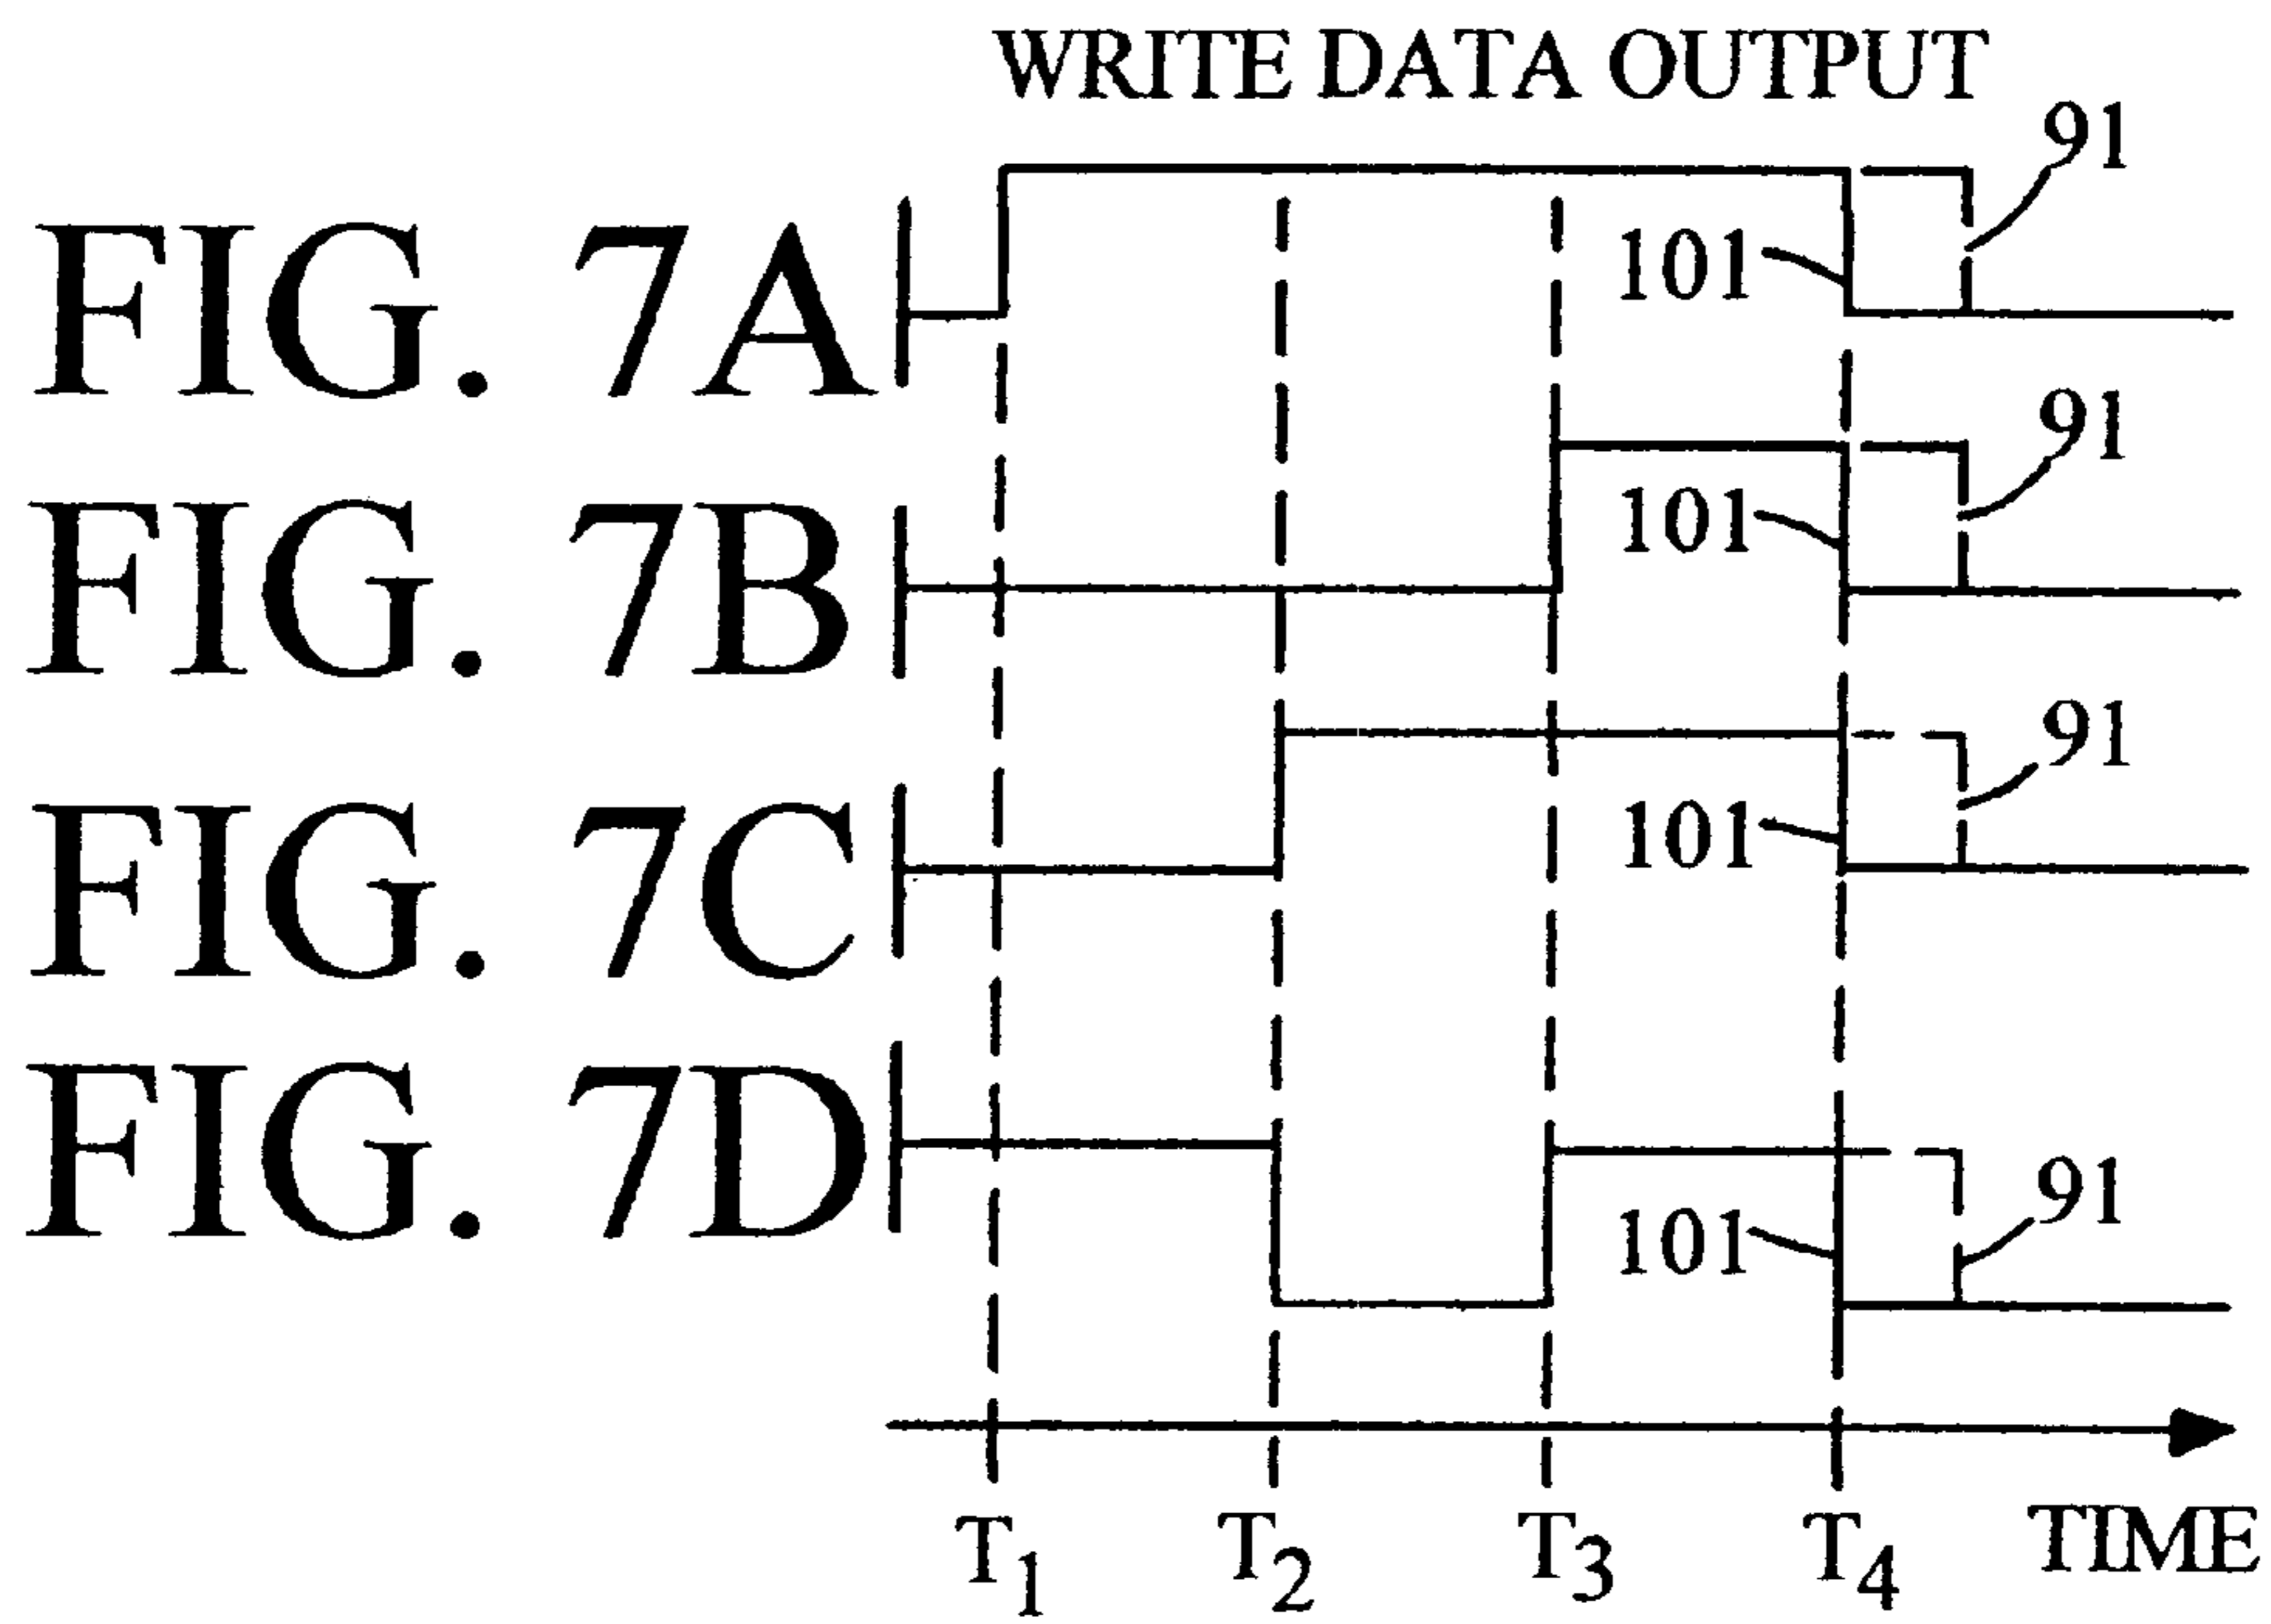 WRITE DATA OUTPUT
91
FIG. 7A
101
91
FIG. 7B
101
91
FIG. 7C
101
91
FIG. 7D
101
T1 T2 T3 T4 TIME